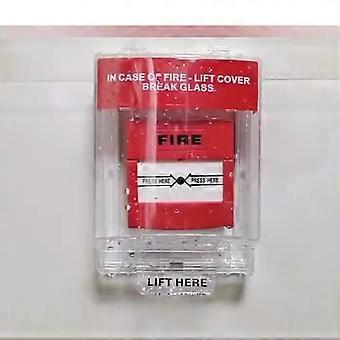 IN CASE OF FIRE - LIFT COVER
BREAK GLASS
FIRE
PRESS HERE PRESS HERE
LIFT HERE